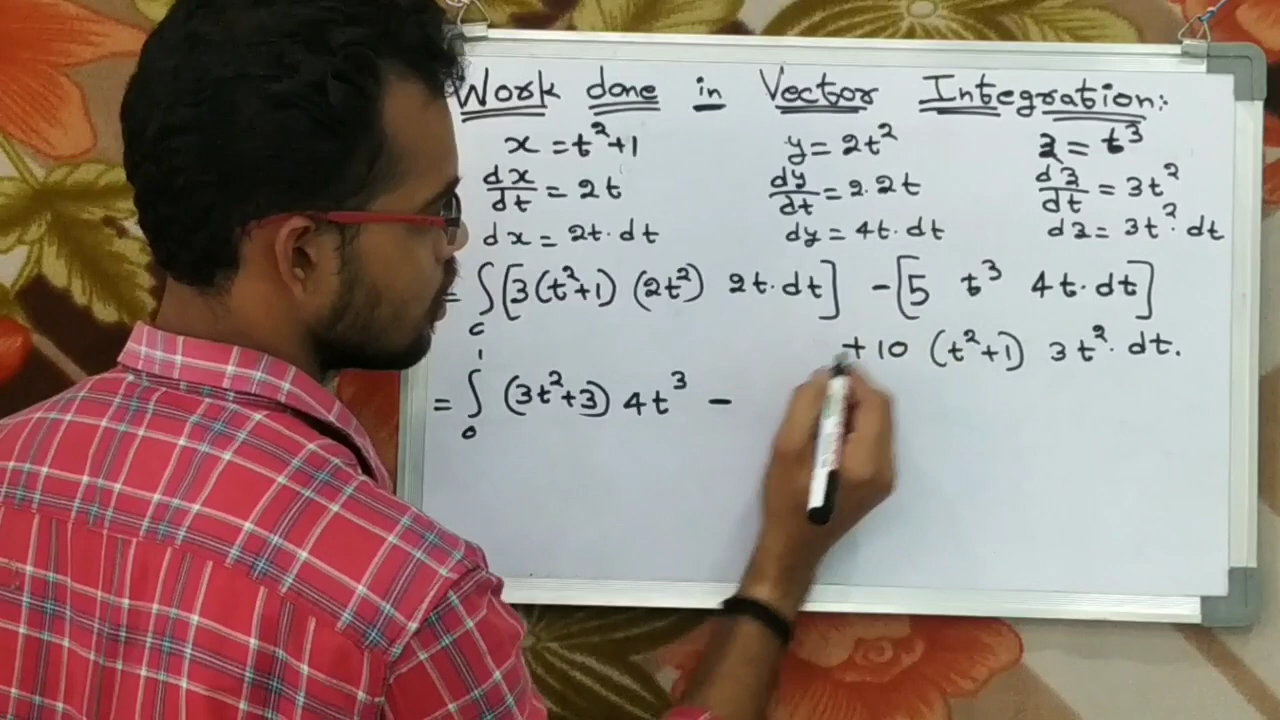 Work done in Vector Integration:
x = t²+1 y = 2t² z = t³
dx/dt = 2t dy/dt = 2.2t dz/dt = 3t²
dx = 2t·dt dy = 4t·dt dz = 3t²·dt
= ∫c [3(t²+1) (2t²) 2t·dt] - [5 t³ 4t·dt]
+10 (t²+1) 3t²·dt.
= ∫₀¹ (3t²+3) 4t³ -